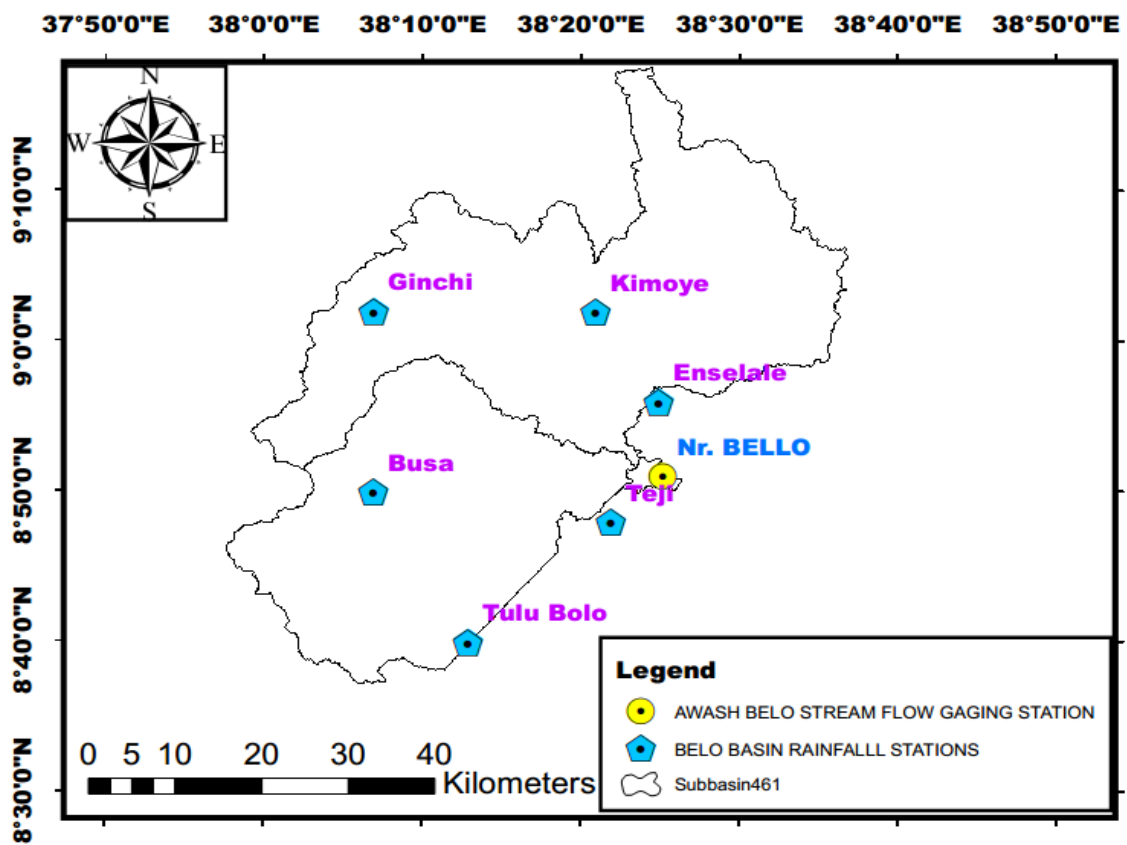 37°50'0"E 38°0'0"E 38°10'0"E 38°20'0"E 38°30'0"E 38°40'0"E 38°50'0"E
N
W E
S
9°10'0"N
9°0'0"N
8°50'0"N
8°40'0"N
8°30'0"N
Ginchi
Kimoye
Enselale
Nr. BELLO
Busa
Teji
Tulu Bolo
Legend
AWASH BELO STREAM FLOW GAGING STATION
BELO BASIN RAINFALLL STATIONS
Subbasin461
0 5 10 20 30 40
Kilometers